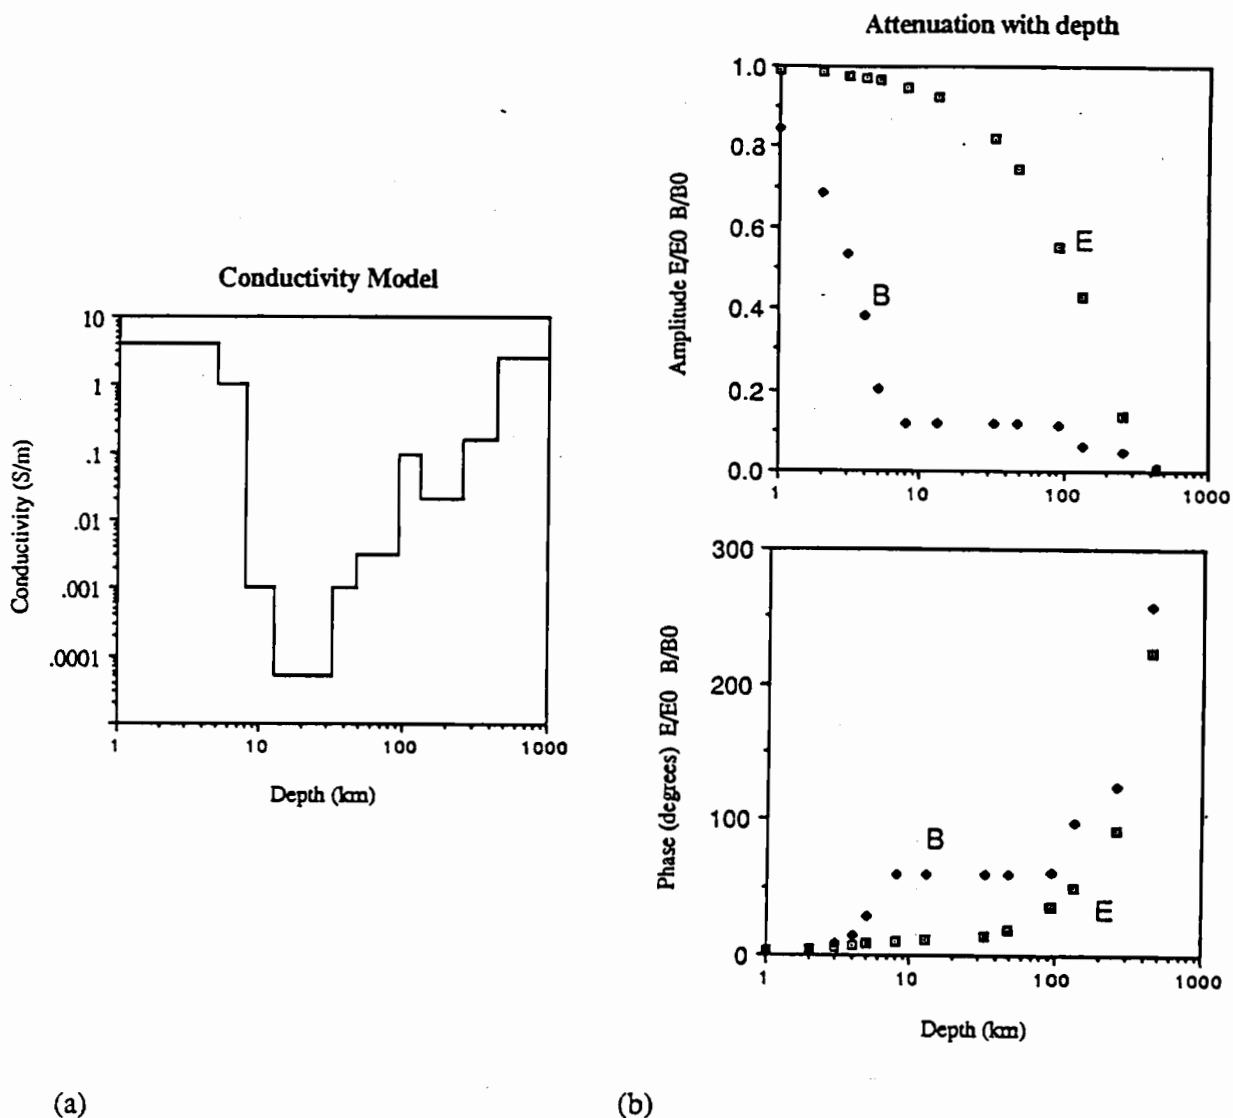 Conductivity Model
10
1
.1
.01
.001
.0001
Conductivity (S/m)
1
10
100
1000
Depth (km)
(a)
Attenuation with depth
1.0
0.8
0.6
0.4
0.2
0.0
Amplitude E/E0 B/B0
E
B
1
10
100
1000
300
200
100
0
Phase (degrees) E/E0 B/B0
B
E
1
10
100
1000
Depth (km)
(b)